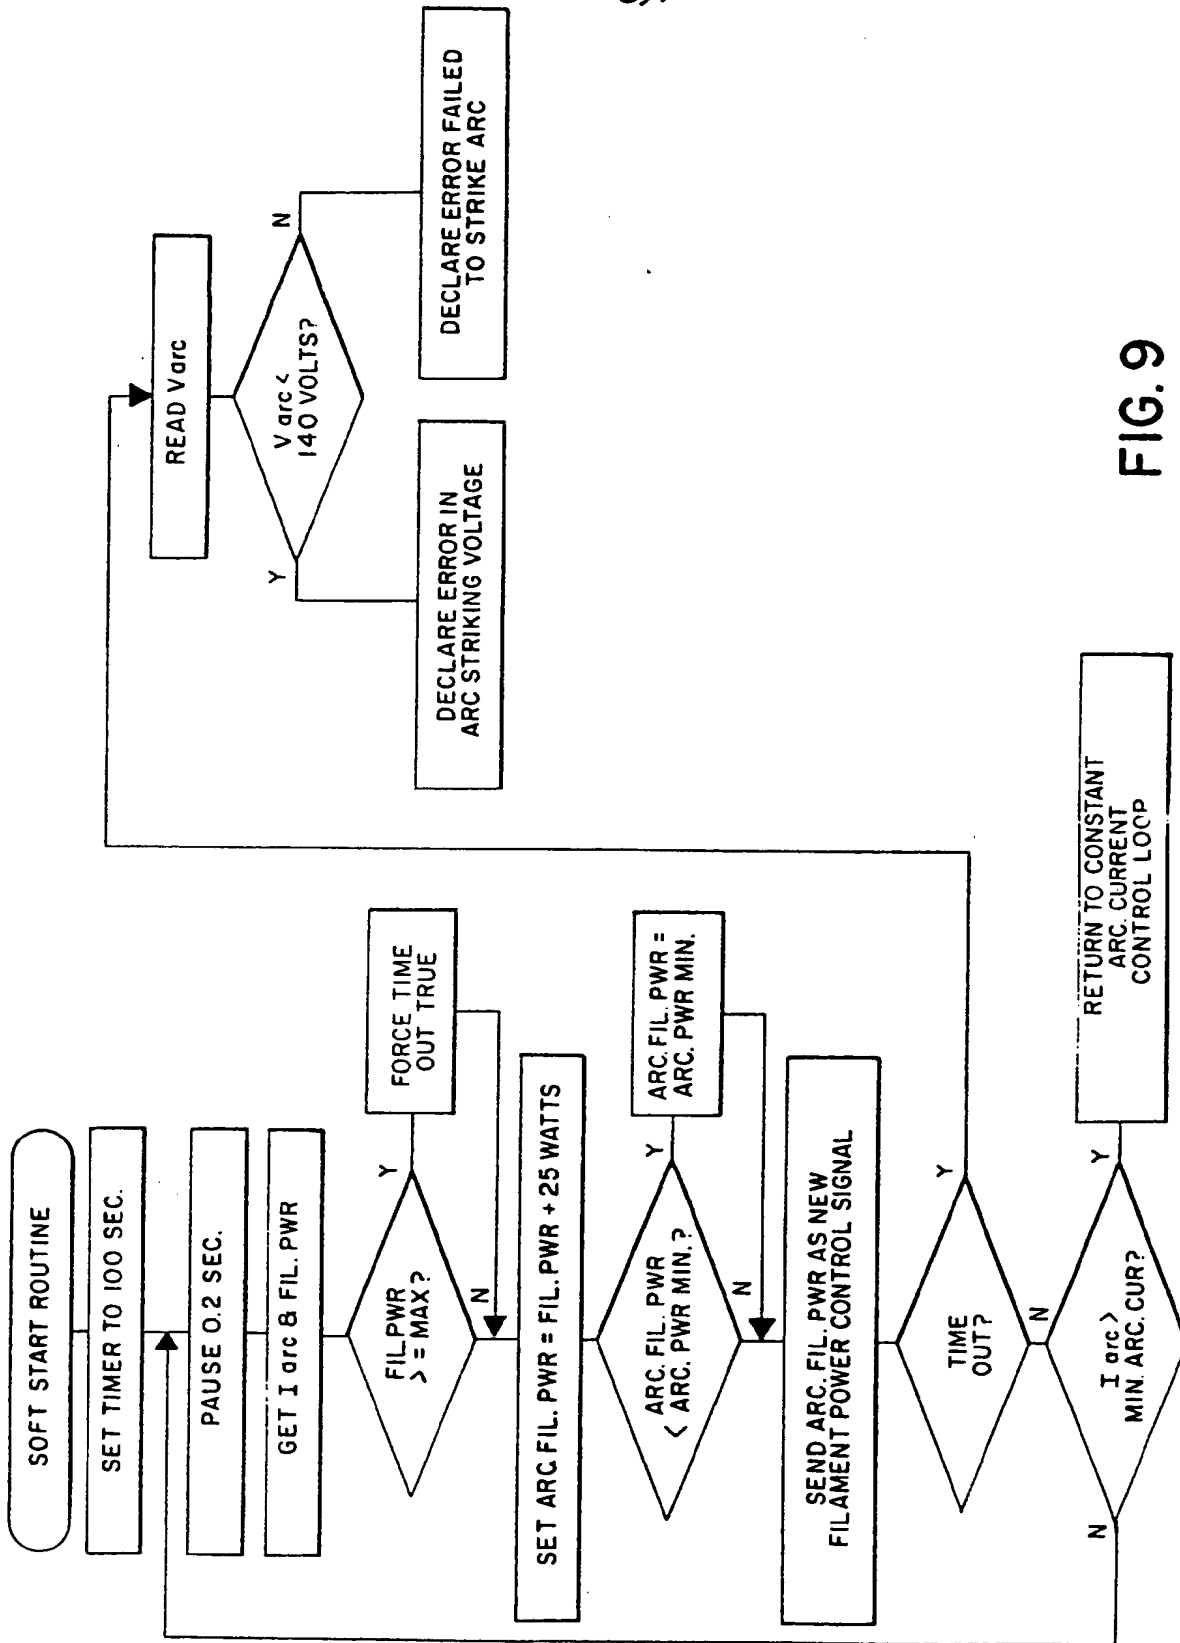 SOFT START ROUTINE
SET TIMER TO 100 SEC.
PAUSE 0.2 SEC.
GET I arc & FIL. PWR
FIL.PWR
> = MAX?
Y
N
FORCE TIME
OUT TRUE
SET ARC. FIL. PWR = FIL. PWR + 25 WATTS
ARC. FIL. PWR
< ARC. PWR MIN.?
Y
N
ARC. FIL. PWR =
ARC. PWR MIN.
SEND ARC. FIL. PWR AS NEW
FILAMENT POWER CONTROL SIGNAL
TIME
OUT?
Y
N
I arc >
MIN. ARC. CUR?
Y
N
RETURN TO CONSTANT
ARC. CURRENT
CONTROL LOOP
READ Varc
V arc <
140 VOLTS?
Y
N
DECLARE ERROR IN
ARC STRIKING VOLTAGE
DECLARE ERROR FAILED
TO STRIKE ARC
FIG. 9